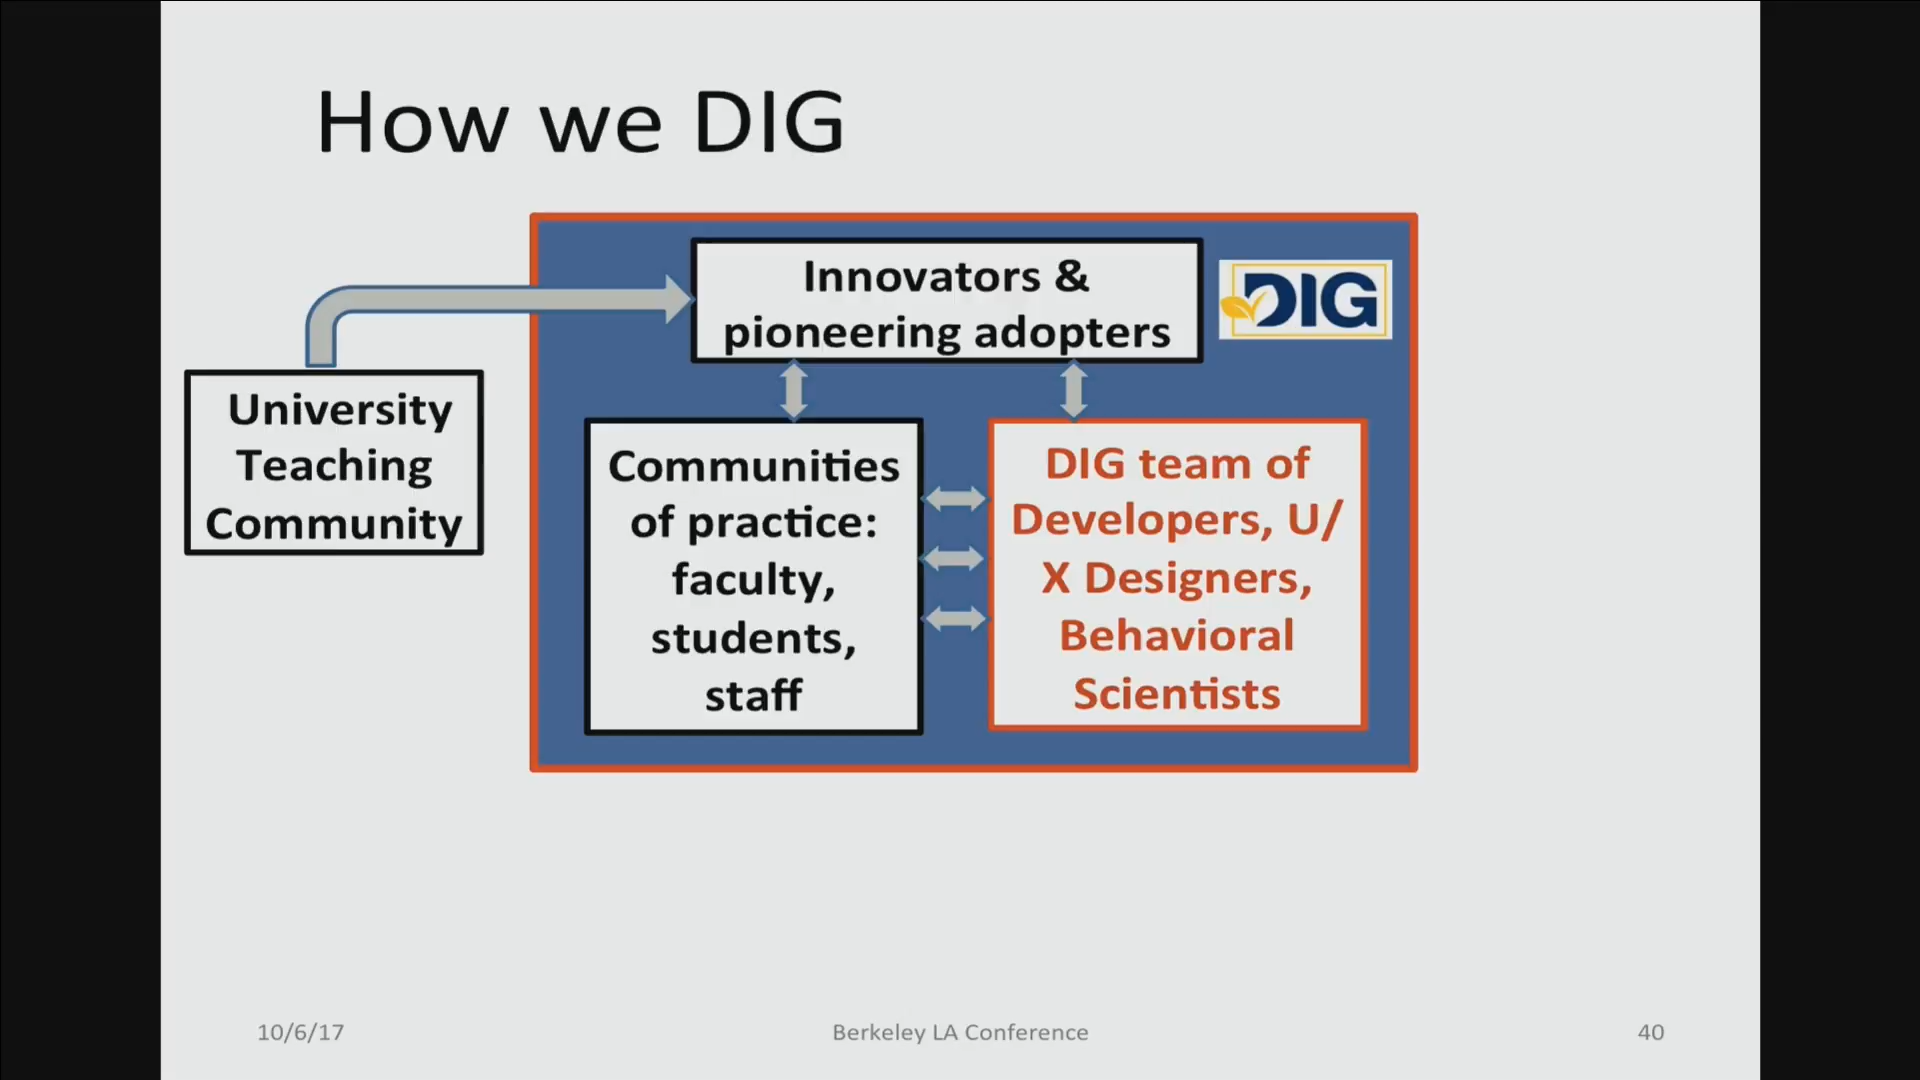 How we DIG
Innovators &
pioneering adopters
DIG
University
Teaching
Community
Communities
of practice:
faculty,
students,
staff
DIG team of
Developers, U/
X Designers,
Behavioral
Scientists
10/6/17
Berkeley LA Conference
40